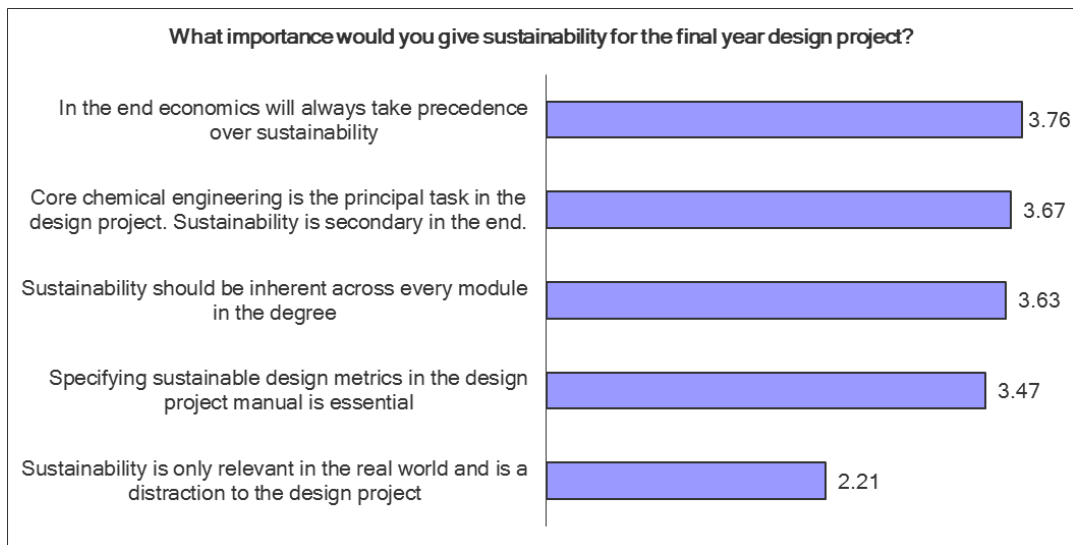 What importance would you give sustainability for the final year design project?
In the end economics will always take precedence
over sustainability
3.76
Core chemical engineering is the principal task in the
design project. Sustainability is secondary in the end.
3.67
Sustainability should be inherent across every module
in the degree
3.63
Specifying sustainable design metrics in the design
project manual is essential
3.47
Sustainability is only relevant in the real world and is a
distraction to the design project
2.21